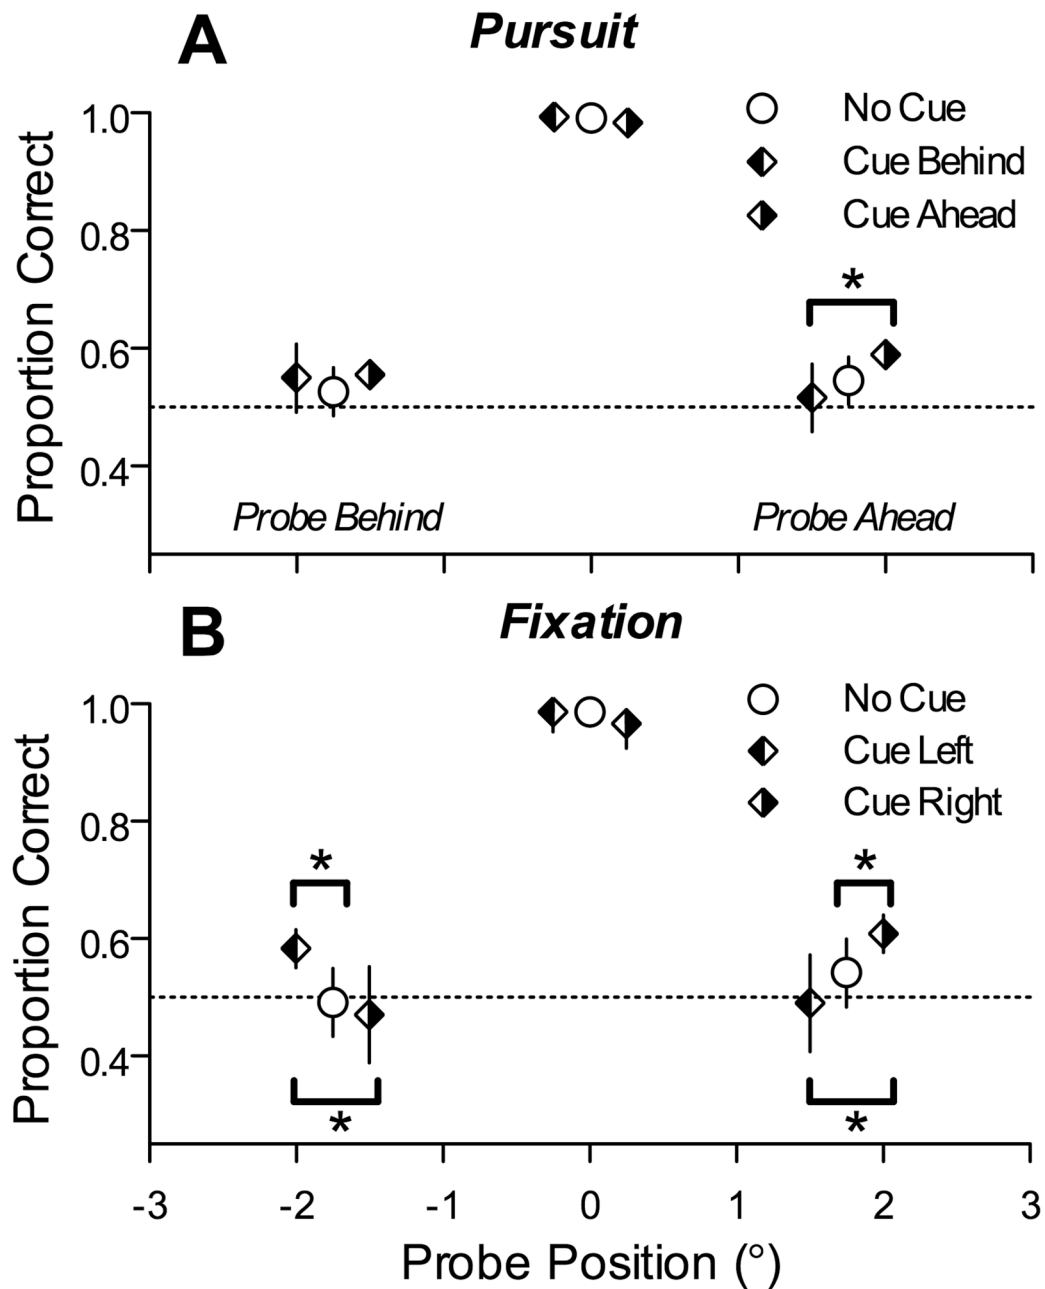 A
Pursuit
Proportion Correct
1.0
0.8
0.6
0.4
No Cue
Cue Behind
Cue Ahead
*
Probe Behind
Probe Ahead
B
Fixation
Proportion Correct
1.0
0.8
0.6
0.4
No Cue
Cue Left
Cue Right
*
*
*
*
-3 -2 -1 0 1 2 3
Probe Position (°)